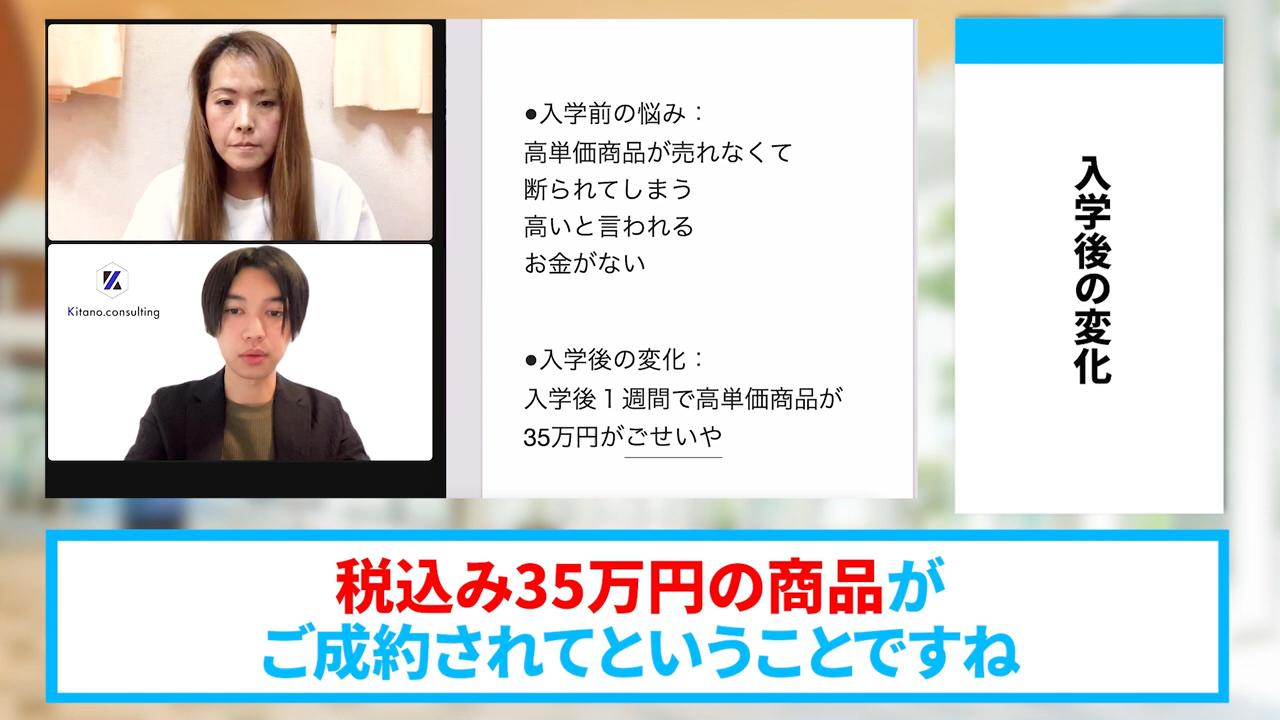 Kitano.consulting
●入学前の悩み：
高単価商品が売れなくて
断られてしまう
高いと言われる
お金がない
●入学後の変化：
入学後１週間で高単価商品が
35万円がごせいや
入学後の変化
税込み35万円の商品が
ご成約されてということですね